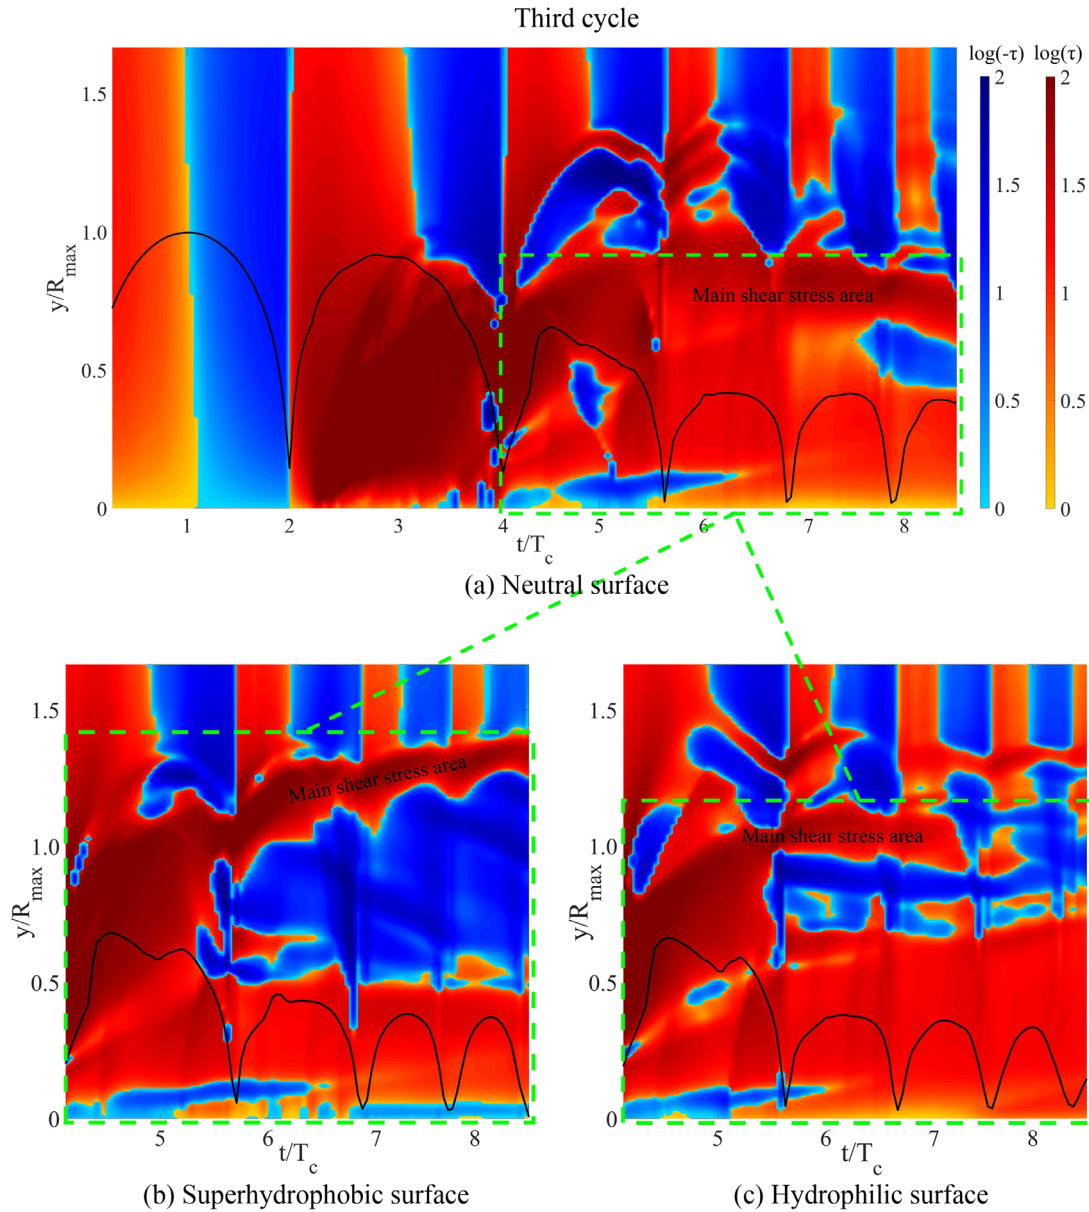 Third cycle
log(-τ) log(τ)
2 2
1.5 1.5
1 1
0.5 0.5
0 0
y/R_max
1.5
1.0
0.5
0
Main shear stress area
1 2 3 4 5 6 7 8
t/T_c
(a) Neutral surface
y/R_max
1.5
1.0
0.5
0
Main shear stress area
5 6 7 8
t/T_c
(b) Superhydrophobic surface
y/R_max
1.5
1.0
0.5
0
Main shear stress area
5 6 7 8
t/T_c
(c) Hydrophilic surface